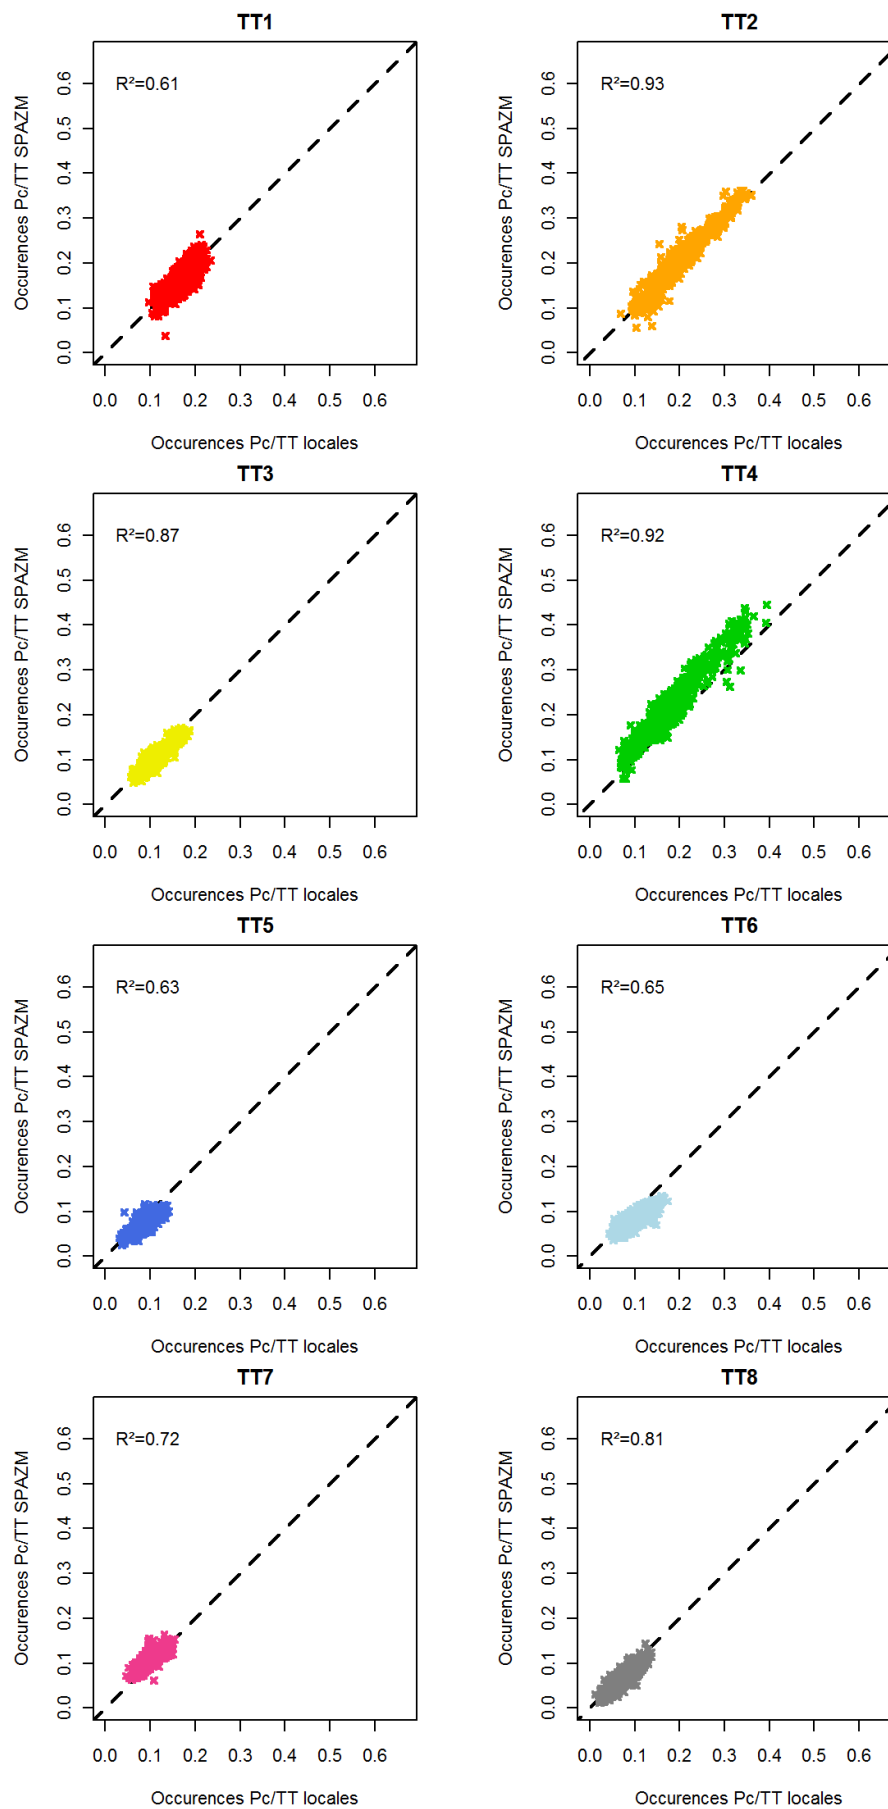 TT1
R²=0.61
Occurences Pc/TT SPAZM
0.0 0.1 0.2 0.3 0.4 0.5 0.6
0.0 0.1 0.2 0.3 0.4 0.5 0.6
Occurences Pc/TT locales
TT2
R²=0.93
Occurences Pc/TT SPAZM
0.0 0.1 0.2 0.3 0.4 0.5 0.6
0.0 0.1 0.2 0.3 0.4 0.5 0.6
Occurences Pc/TT locales
TT3
R²=0.87
Occurences Pc/TT SPAZM
0.0 0.1 0.2 0.3 0.4 0.5 0.6
0.0 0.1 0.2 0.3 0.4 0.5 0.6
Occurences Pc/TT locales
TT4
R²=0.92
Occurences Pc/TT SPAZM
0.0 0.1 0.2 0.3 0.4 0.5 0.6
0.0 0.1 0.2 0.3 0.4 0.5 0.6
Occurences Pc/TT locales
TT5
R²=0.63
Occurences Pc/TT SPAZM
0.0 0.1 0.2 0.3 0.4 0.5 0.6
0.0 0.1 0.2 0.3 0.4 0.5 0.6
Occurences Pc/TT locales
TT6
R²=0.65
Occurences Pc/TT SPAZM
0.0 0.1 0.2 0.3 0.4 0.5 0.6
0.0 0.1 0.2 0.3 0.4 0.5 0.6
Occurences Pc/TT locales
TT7
R²=0.72
Occurences Pc/TT SPAZM
0.0 0.1 0.2 0.3 0.4 0.5 0.6
0.0 0.1 0.2 0.3 0.4 0.5 0.6
Occurences Pc/TT locales
TT8
R²=0.81
Occurences Pc/TT SPAZM
0.0 0.1 0.2 0.3 0.4 0.5 0.6
0.0 0.1 0.2 0.3 0.4 0.5 0.6
Occurences Pc/TT locales